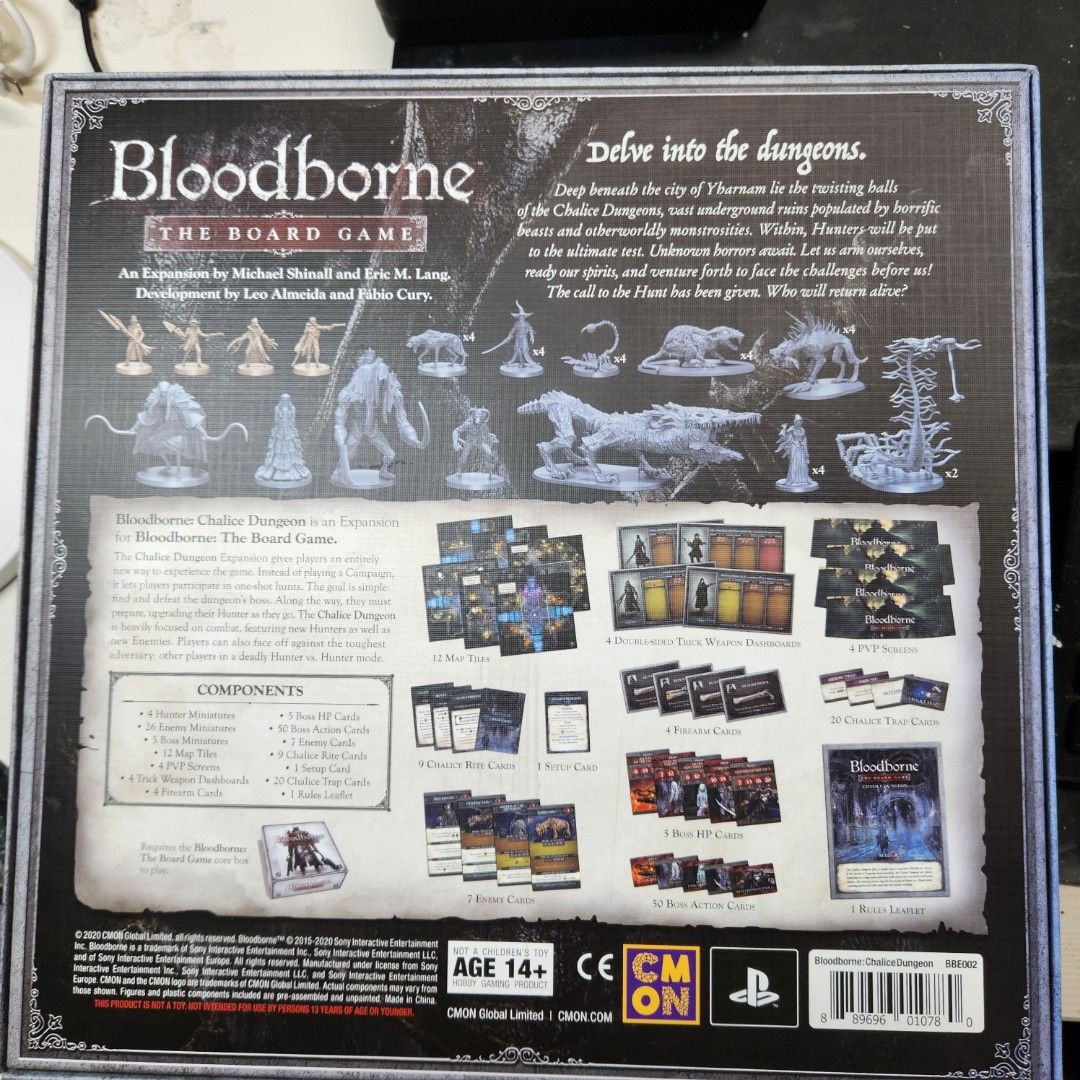 Bloodborne
THE BOARD GAME
An Expansion by Michael Shinall and Eric M. Lang.
Development by Leo Almeida and Fábio Cury.
Delve into the dungeons.
Deep beneath the city of Yharnam lie the twisting halls
of the Chalice Dungeons, vast underground ruins populated by horrific
beasts and otherworldly monstrosities. Within, Hunters will be put
to the ultimate test. Unknown horrors await. Let us arm ourselves,
ready our spirits, and venture forth to face the challenges before us!
The call to the Hunt has been given. Who will return alive?
x4
x4
x4
x4
x4
x4
x2
Bloodborne: Chalice Dungeon is an Expansion
for Bloodborne: The Board Game.
The Chalice Dungeon Expansion gives players an entirely
new way to experience the game. Instead of playing a Campaign,
it lets players participate in one-shot hunts. The goal is simple:
find and defeat the dungeon's boss. Along the way, they must
prepare, upgrading their Hunter as they go. The Chalice Dungeon
is heavily focused on combat, featuring new Hunters as well as
new Enemies. Players can also face off against the toughest
adversary: other players in a deadly Hunter vs. Hunter mode.
COMPONENTS
• 4 Hunter Miniatures
• 26 Enemy Miniatures
• 5 Boss Miniatures
• 12 Map Tiles
• 4 PVP Screens
• 4 Trick Weapon Dashboards
• 4 Firearm Cards
• 5 Boss HP Cards
• 50 Boss Action Cards
• 7 Enemy Cards
• 9 Chalice Rite Cards
• 1 Setup Card
• 20 Chalice Trap Cards
• 1 Rules Leaflet
Requires the Bloodborne:
The Board Game core box
to play.
12 MAP TILES
4 DOUBLE-SIDED TRICK WEAPON DASHBOARDS
Bloodborne
Bloodborne
Bloodborne
Bloodborne
THE BOARD GAME
4 PVP SCREENS
9 CHALICE RITE CARDS
1 SETUP CARD
4 FIREARM CARDS
20 CHALICE TRAP CARDS
7 ENEMY CARDS
5 BOSS HP CARDS
50 BOSS ACTION CARDS
Bloodborne
THE BOARD GAME
CHALICE DUNGEON
1 RULES LEAFLET
© 2020 CMON Global Limited, all rights reserved. Bloodborne™ © 2015-2020 Sony Interactive Entertainment
Inc. Bloodborne is a trademark of Sony Interactive Entertainment Inc., Sony Interactive Entertainment LLC,
and of Sony Interactive Entertainment Europe. All rights reserved. Manufactured under license from Sony
Interactive Entertainment Inc., Sony Interactive Entertainment LLC, and Sony Interactive Entertainment
Europe. CMON and the CMON logo are trademarks of CMON Global Limited. Actual components may vary from
those shown. Figures and plastic components included are pre-assembled and unpainted. Made in China.
THIS PRODUCT IS NOT A TOY. NOT INTENDED FOR USE BY PERSONS 13 YEARS OF AGE OR YOUNGER.
NOT A CHILDREN'S TOY
AGE 14+
HOBBY GAMING PRODUCT
CE
CMON Global Limited | CMON.COM
CM
ON
Bloodborne: Chalice Dungeon BBE002
8 89696 01078 0